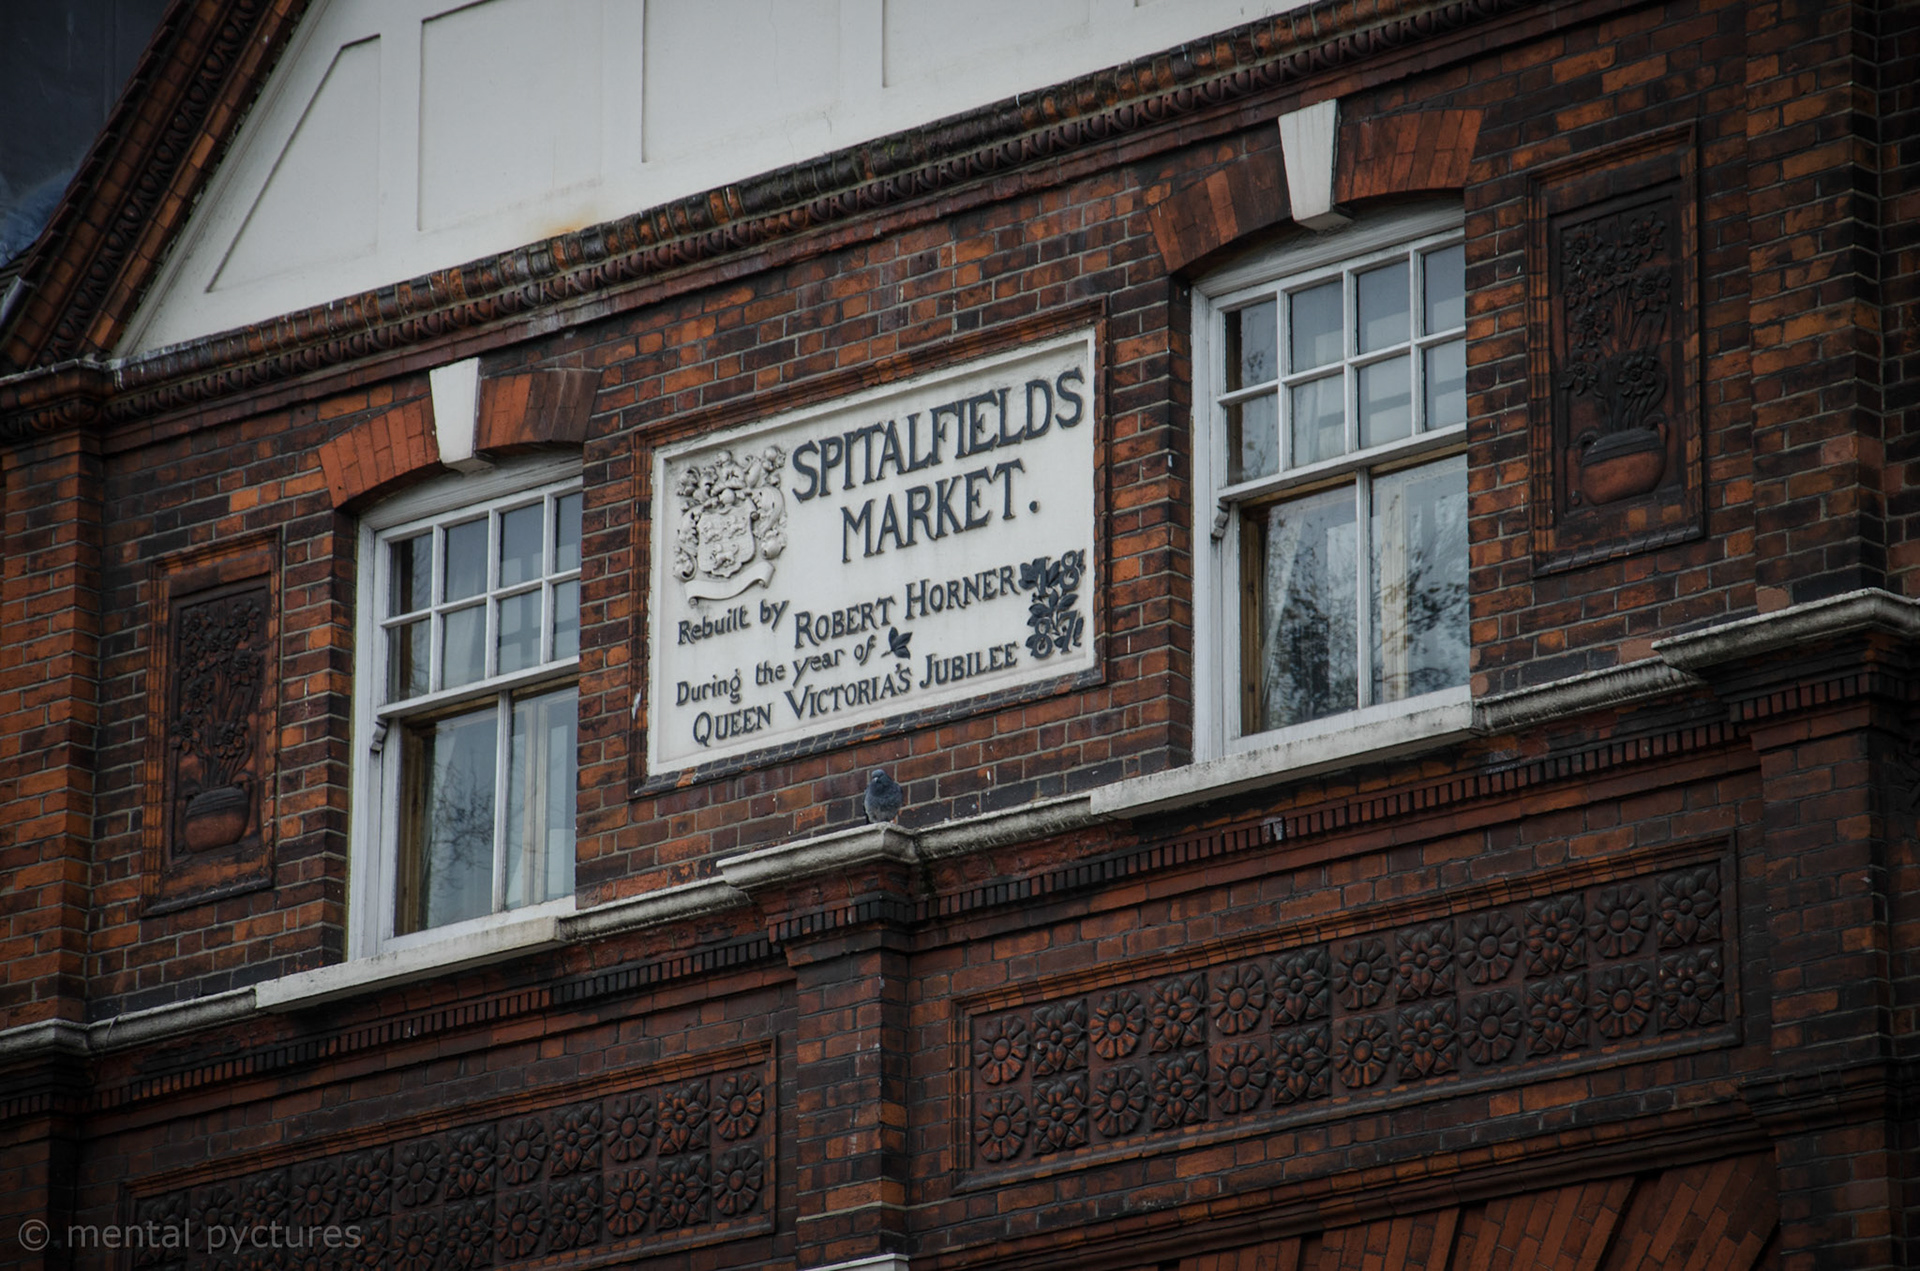 SPITALFIELDS
MARKET.
Rebuilt by ROBERT HORNER 18
During the year of 87
QUEEN VICTORIA'S JUBILEE
© mental pyctures